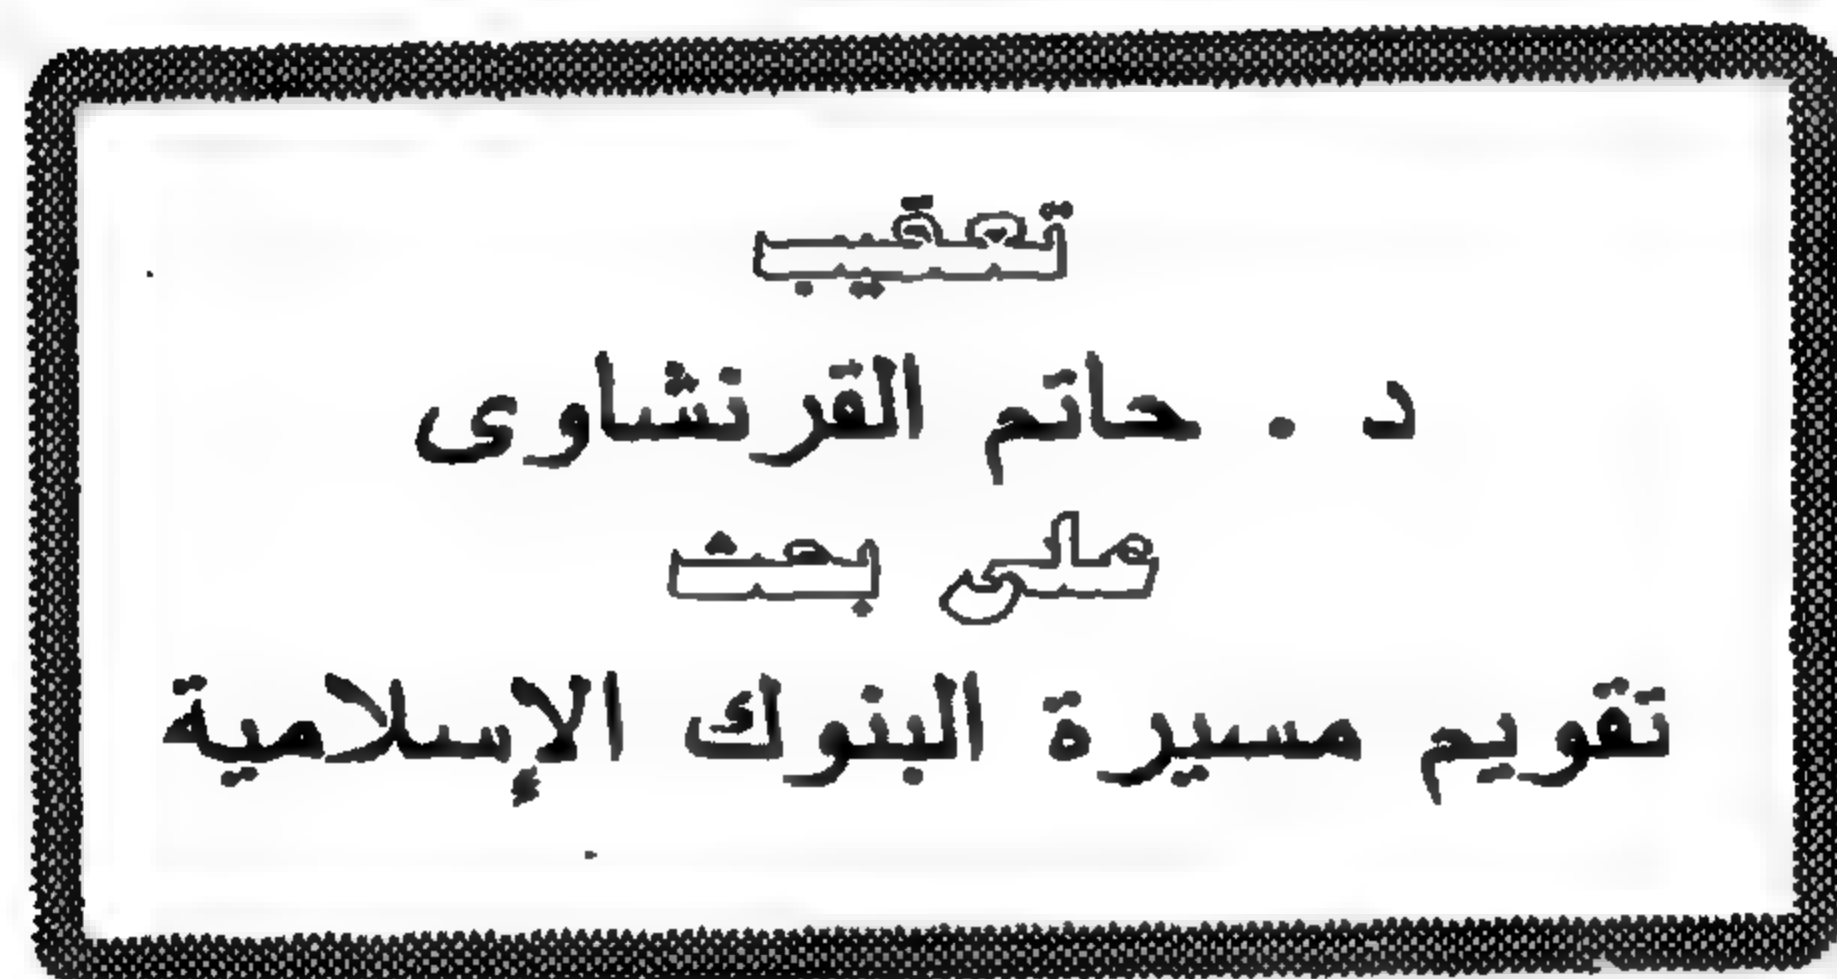 تعقيب
د . حاتم القرنشاوى
على بحث
تقويم مسيرة البنوك الإسلامية